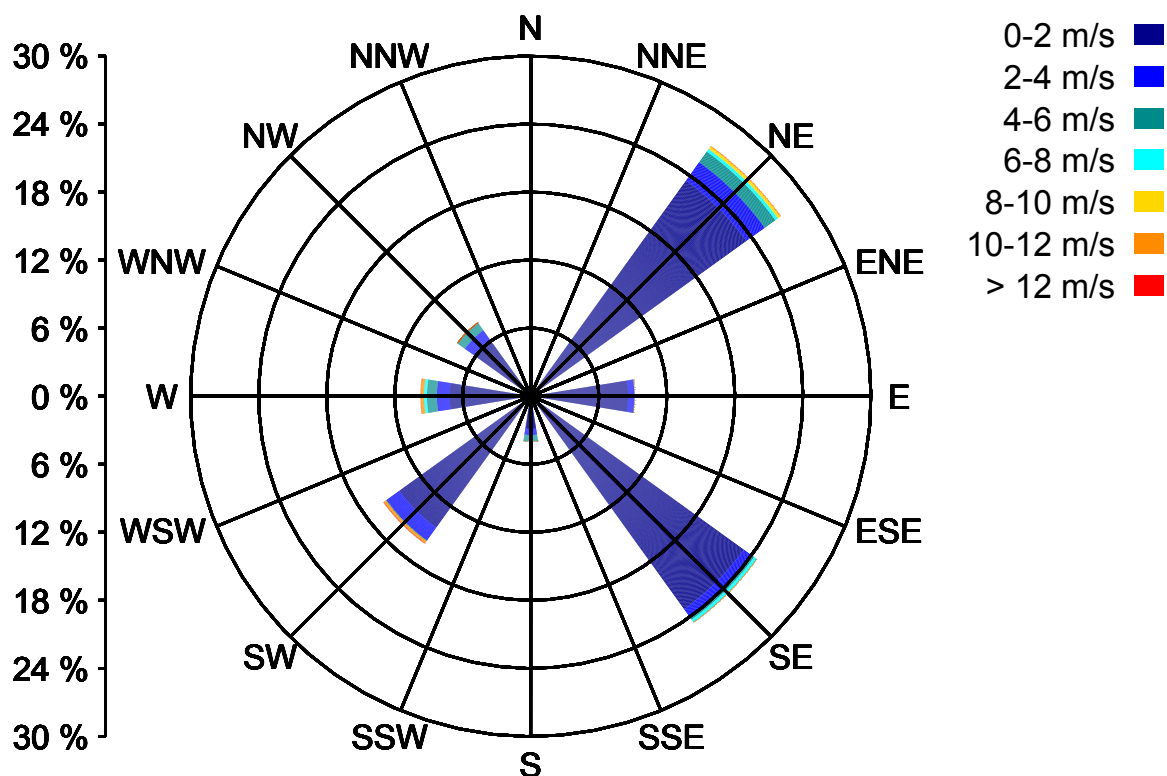 N
NNE
NE
ENE
E
ESE
SE
SSE
S
SSW
SW
WSW
W
WNW
NW
NNW
30 %
24 %
18 %
12 %
6 %
0 %
6 %
12 %
18 %
24 %
30 %
0-2 m/s
2-4 m/s
4-6 m/s
6-8 m/s
8-10 m/s
10-12 m/s
> 12 m/s